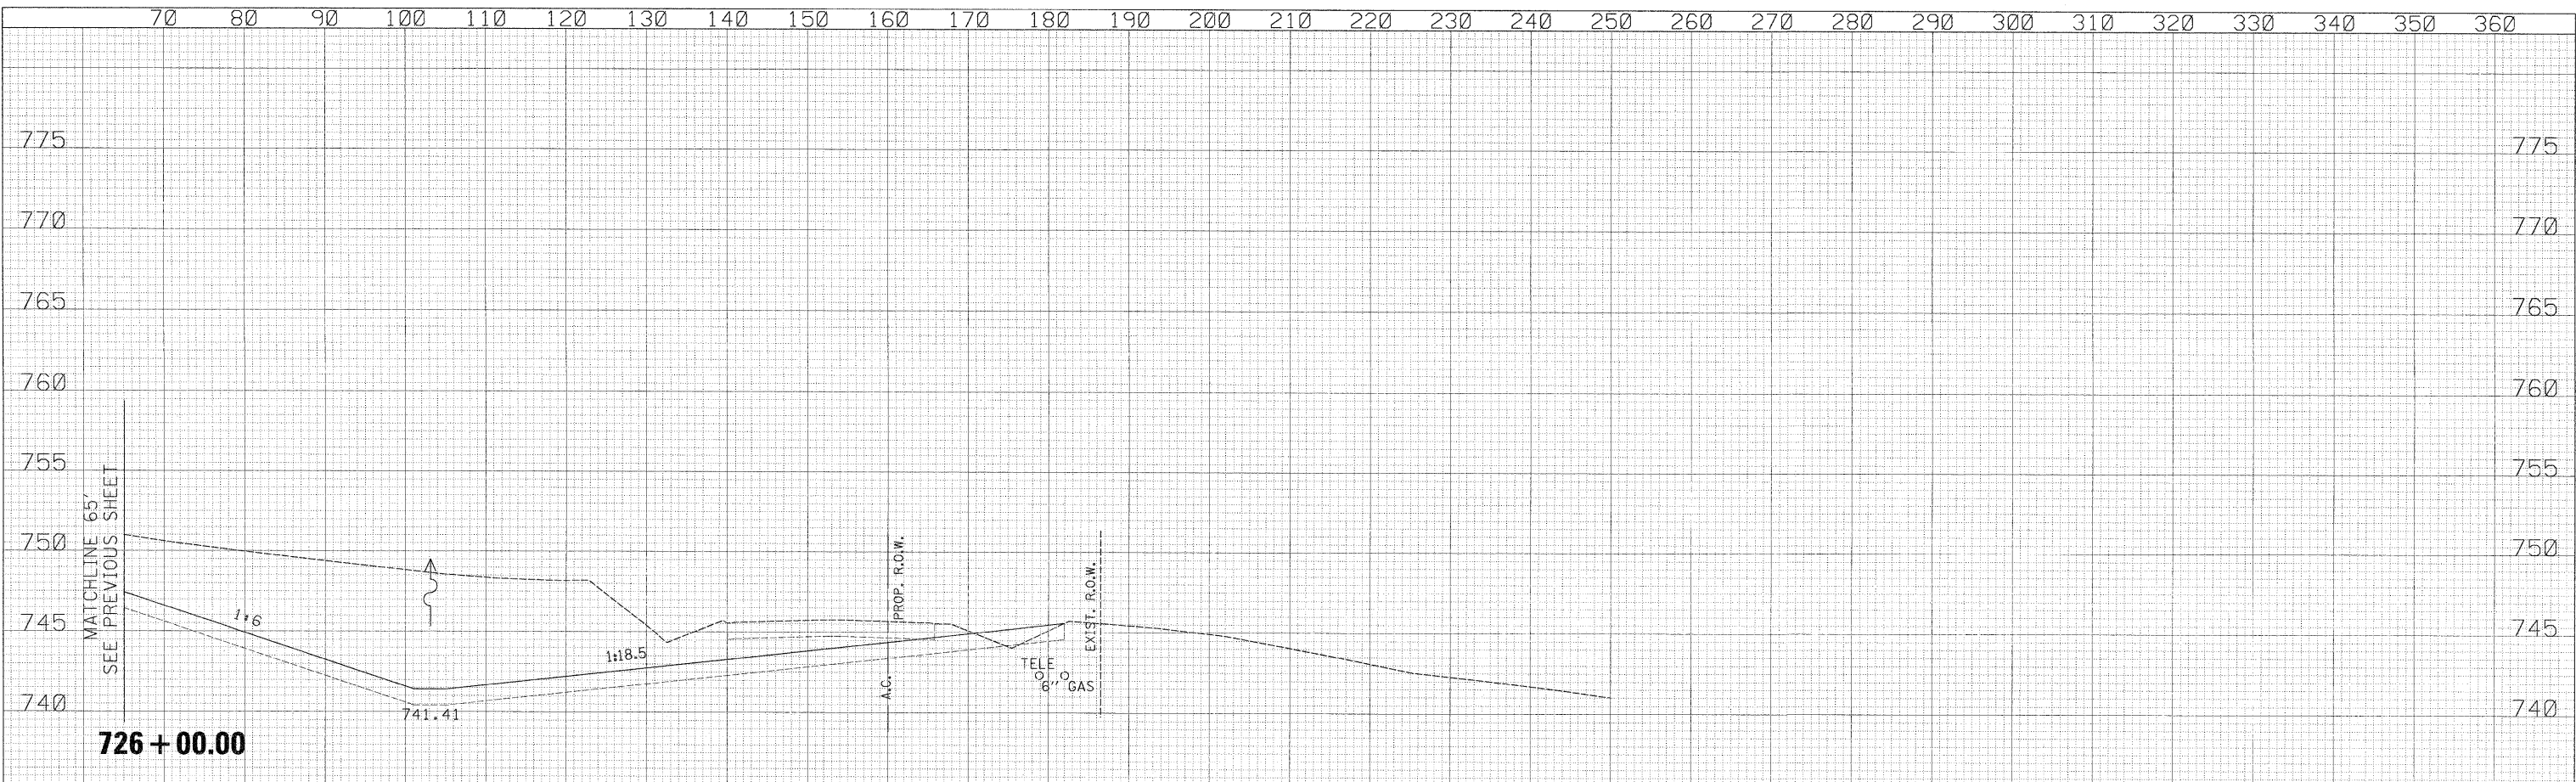 70 80 90 100 110 120 130 140 150 160 170 180 190 200 210 220 230 240 250 260 270 280 290 300 310 320 330 340 350 360
775 775
770 770
765 765
760 760
755 755
750 750
745 745
740 740
MATCHLINE 65'
SEE PREVIOUS SHEET
1:6
741.41
1:18.5
A.C.
PROP. R.O.W.
TELE
6'' GAS
EXIST. R.O.W.
726+00.00